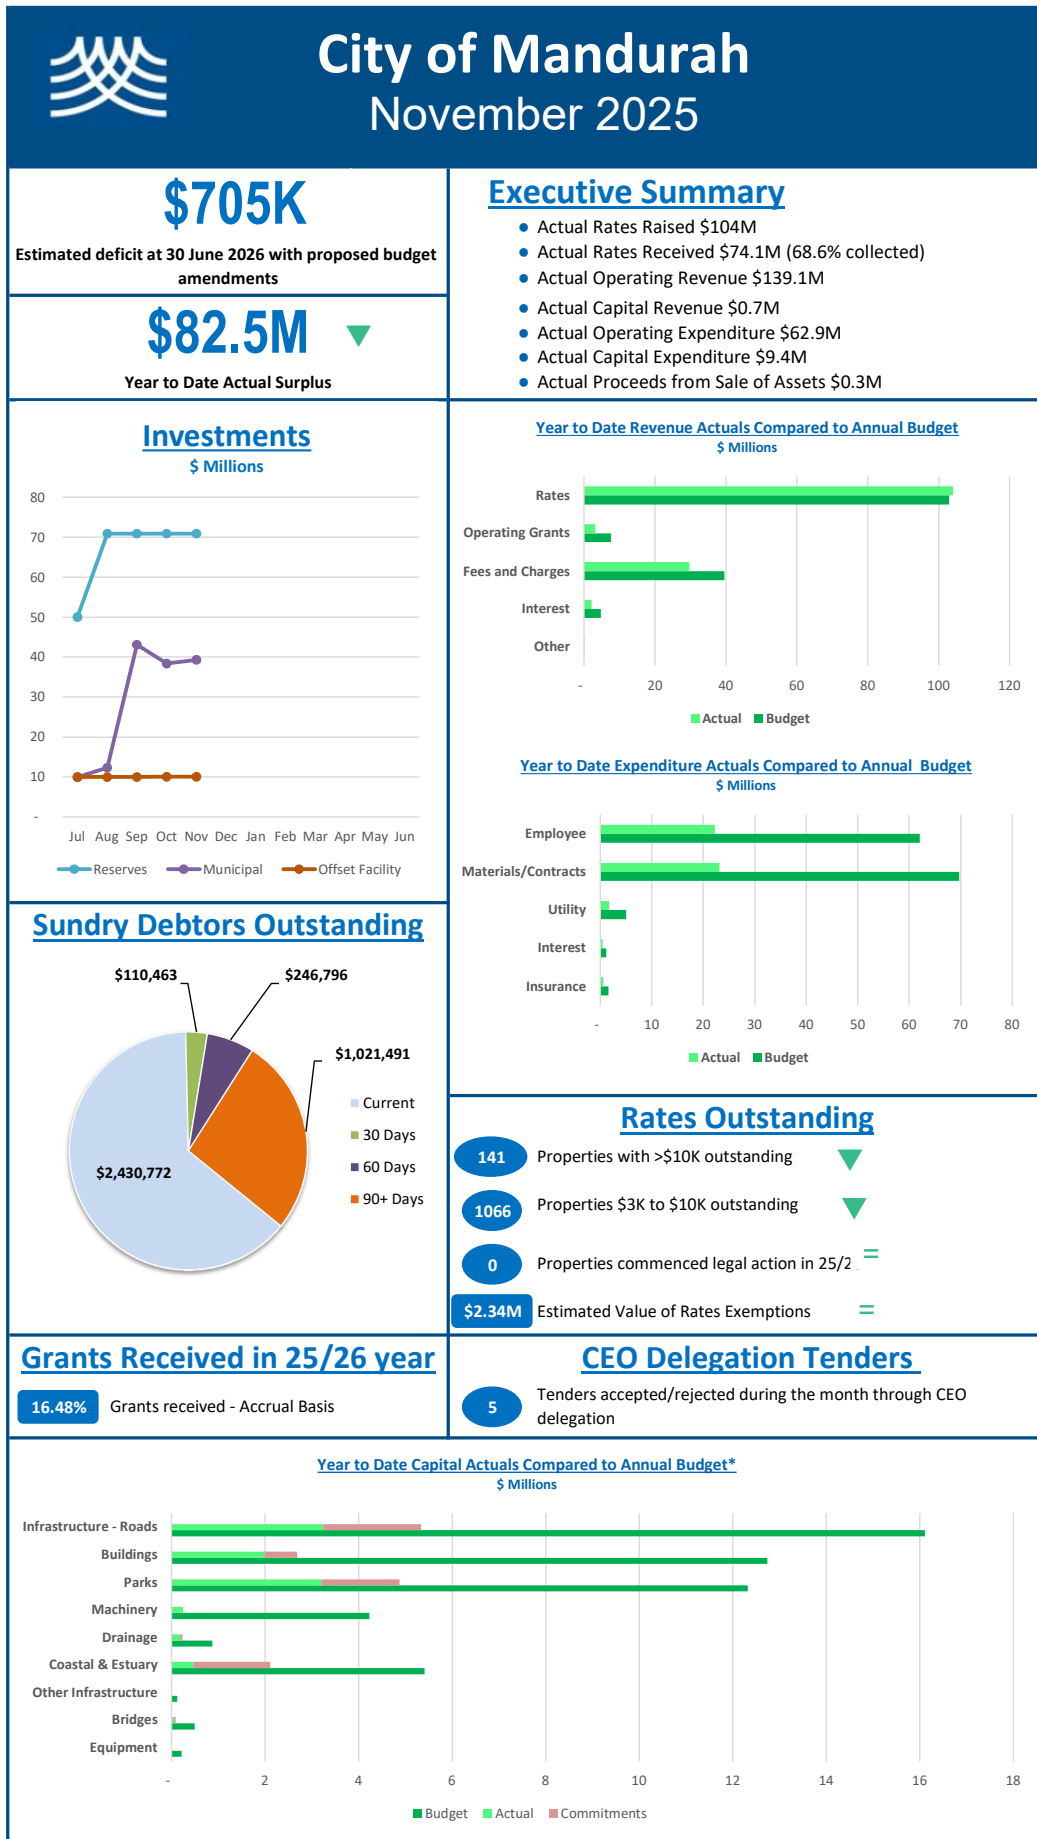 City of Mandurah
November 2025
$705K
Estimated deficit at 30 June 2026 with proposed budget
amendments
$82.5M
Year to Date Actual Surplus
Executive Summary
● Actual Rates Raised $104M
● Actual Rates Received $74.1M (68.6% collected)
● Actual Operating Revenue $139.1M
● Actual Capital Revenue $0.7M
● Actual Operating Expenditure $62.9M
● Actual Capital Expenditure $9.4M
● Actual Proceeds from Sale of Assets $0.3M
Investments
$ Millions
80
70
60
50
40
30
20
10
-
Jul Aug Sep Oct Nov Dec Jan Feb Mar Apr May Jun
Reserves Municipal Offset Facility
Year to Date Revenue Actuals Compared to Annual Budget
$ Millions
Rates
Operating Grants
Fees and Charges
Interest
Other
- 20 40 60 80 100 120
Actual Budget
Year to Date Expenditure Actuals Compared to Annual Budget
$ Millions
Employee
Materials/Contracts
Utility
Interest
Insurance
- 10 20 30 40 50 60 70 80
Actual Budget
Sundry Debtors Outstanding
$110,463 $246,796
$1,021,491
$2,430,772
Current
30 Days
60 Days
90+ Days
Rates Outstanding
141 Properties with >$10K outstanding
1066 Properties $3K to $10K outstanding
0 Properties commenced legal action in 25/2 =
$2.34M Estimated Value of Rates Exemptions =
Grants Received in 25/26 year
16.48% Grants received - Accrual Basis
CEO Delegation Tenders
5 Tenders accepted/rejected during the month through CEO
delegation
Year to Date Capital Actuals Compared to Annual Budget*
$ Millions
Infrastructure - Roads
Buildings
Parks
Machinery
Drainage
Coastal & Estuary
Other Infrastructure
Bridges
Equipment
- 2 4 6 8 10 12 14 16 18
Budget Actual Commitments